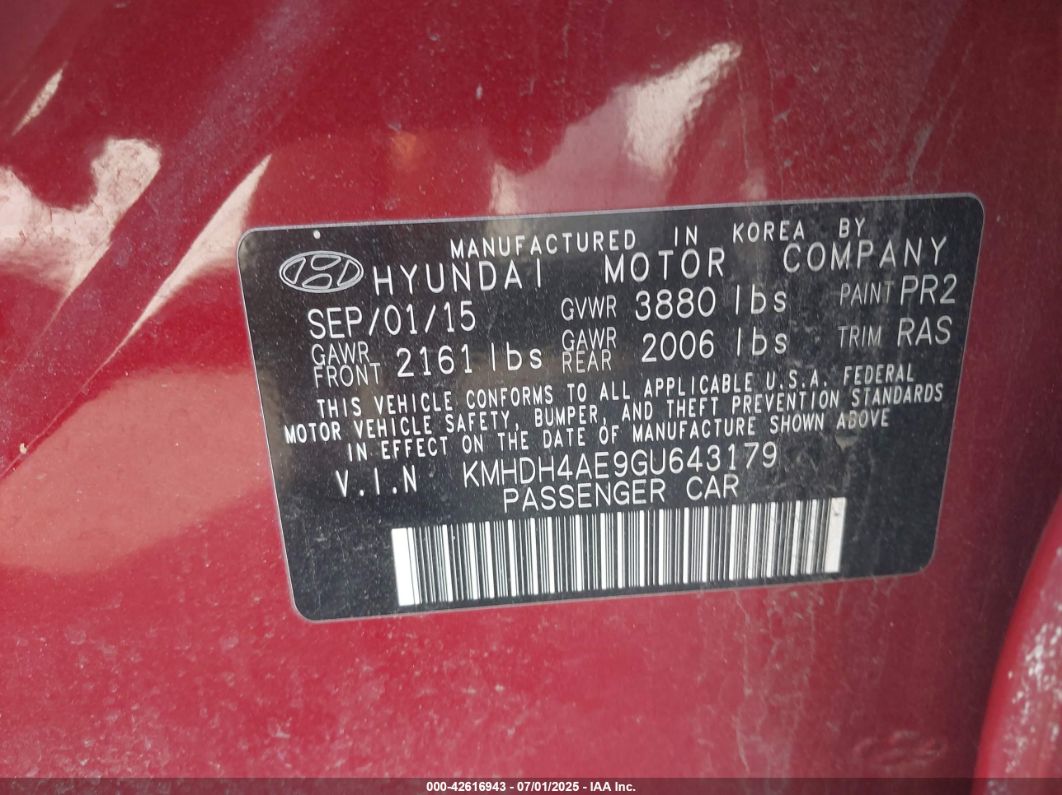 MANUFACTURED IN KOREA BY
HYUNDAI MOTOR COMPANY
SEP/01/15 GVWR 3880 lbs PAINT PR2
GAWR FRONT 2161 lbs GAWR REAR 2006 lbs TRIM RAS
THIS VEHICLE CONFORMS TO ALL APPLICABLE U.S.A. FEDERAL
MOTOR VEHICLE SAFETY, BUMPER, AND THEFT PREVENTION STANDARDS
IN EFFECT ON THE DATE OF MANUFACTURE SHOWN ABOVE
V.I.N KMHDH4AE9GU643179
PASSENGER CAR
000-42616943 - 07/01/2025 - IAA Inc.